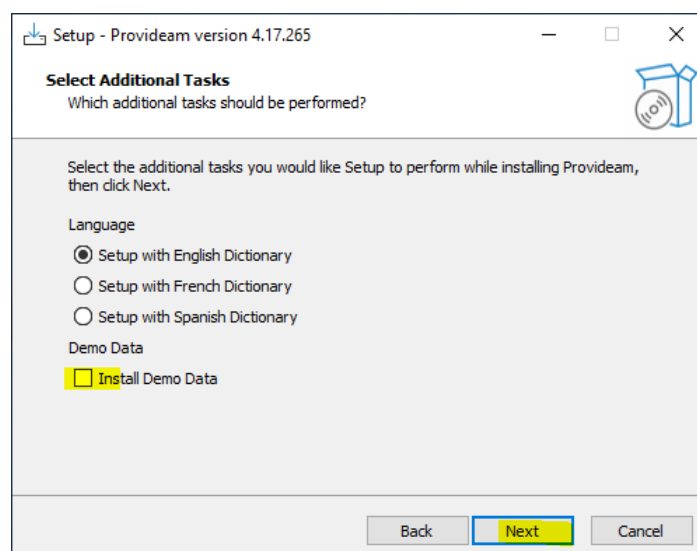 Setup - Provideam version 4.17.265
Select Additional Tasks
Which additional tasks should be performed?
Select the additional tasks you would like Setup to perform while installing Provideam,
then click Next.
Language
Setup with English Dictionary
Setup with French Dictionary
Setup with Spanish Dictionary
Demo Data
Install Demo Data
Back Next Cancel